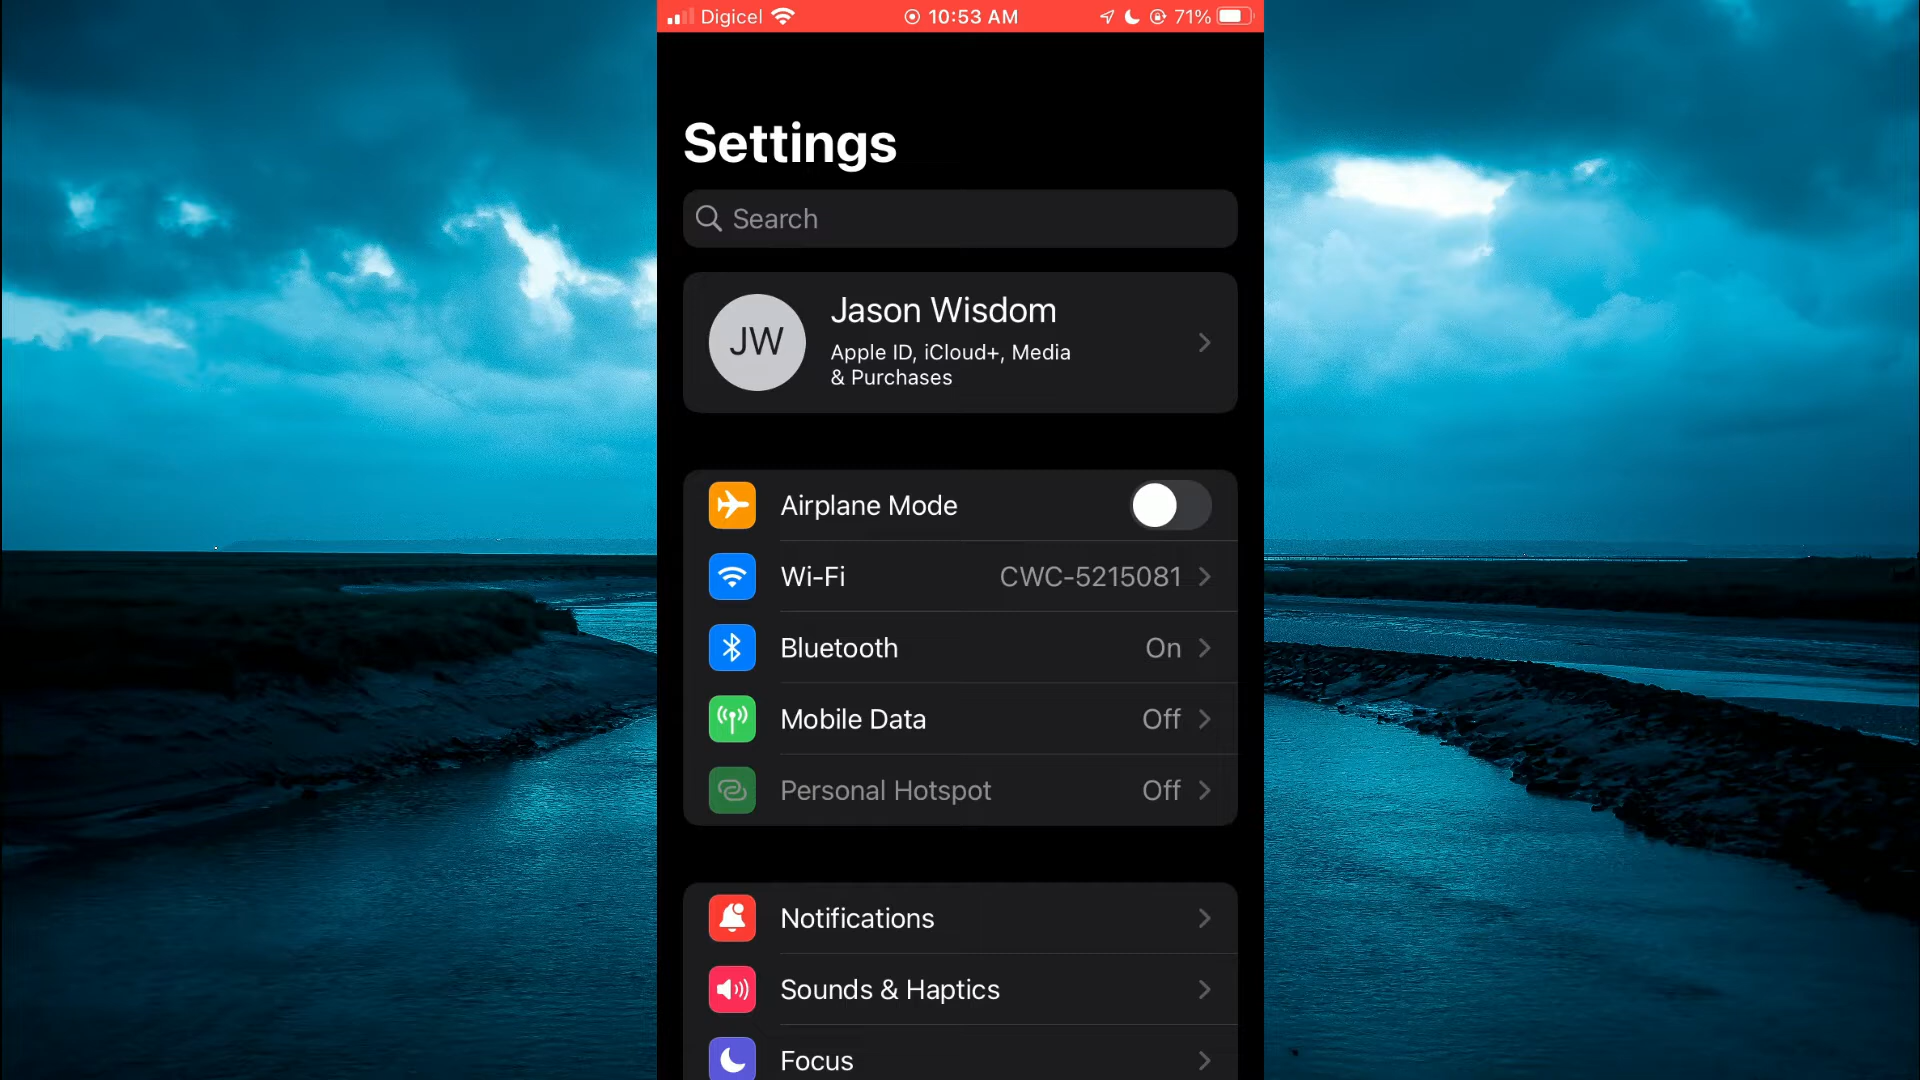 Digicel 10:53 AM 71%
Settings
Search
JW
Jason Wisdom
Apple ID, iCloud+, Media
& Purchases
Airplane Mode
Wi-Fi CWC-5215081
Bluetooth On
Mobile Data Off
Personal Hotspot Off
Notifications
Sounds & Haptics
Focus